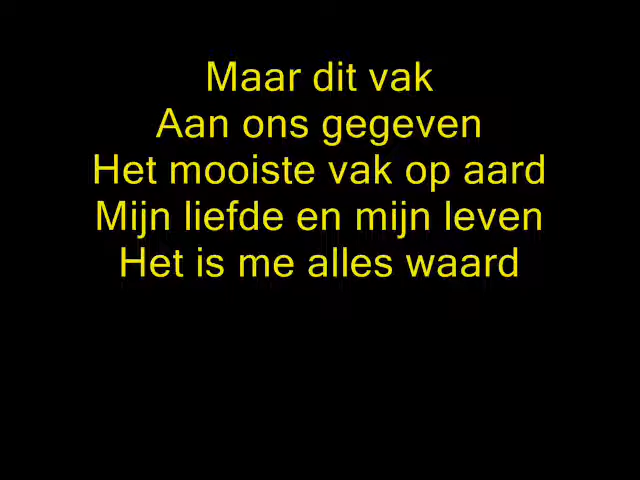 Maar dit vak
Aan ons gegeven
Het mooiste vak op aard
Mijn liefde en mijn leven
Het is me alles waard